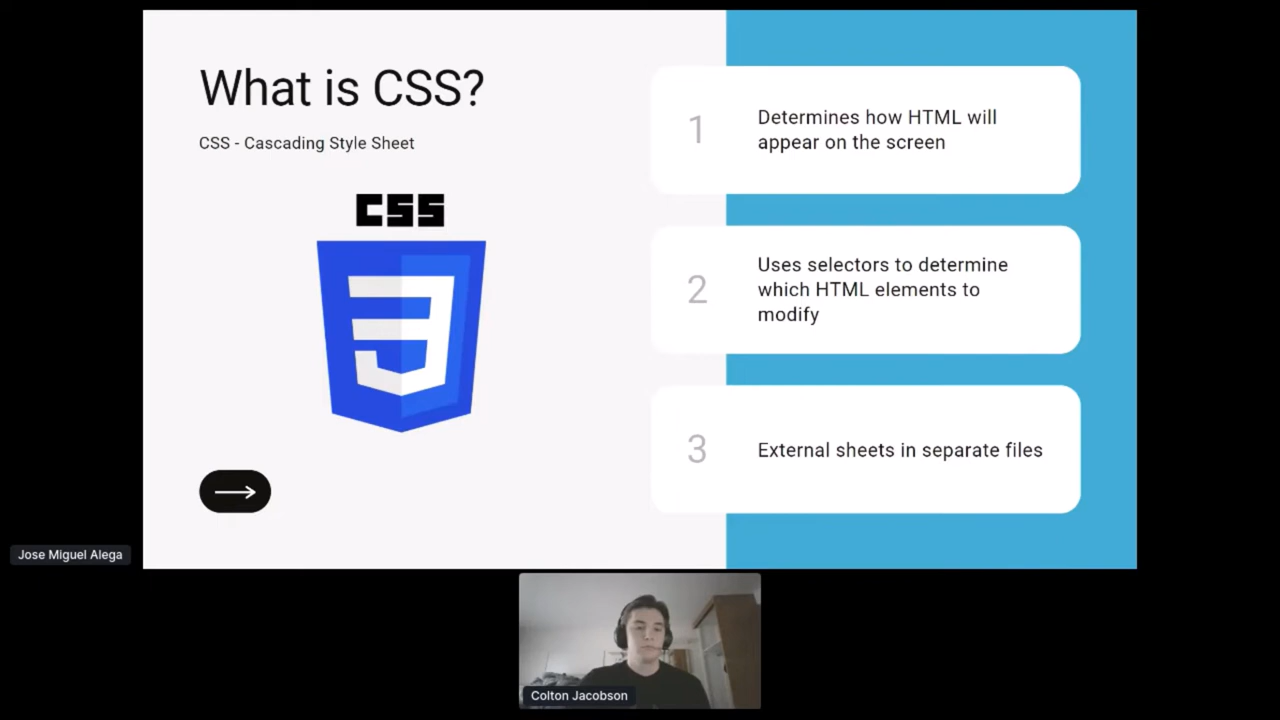 What is CSS?
CSS - Cascading Style Sheet
CSS
1
Determines how HTML will
appear on the screen
2
Uses selectors to determine
which HTML elements to
modify
3
External sheets in separate files
Jose Miguel Alega
Colton Jacobson